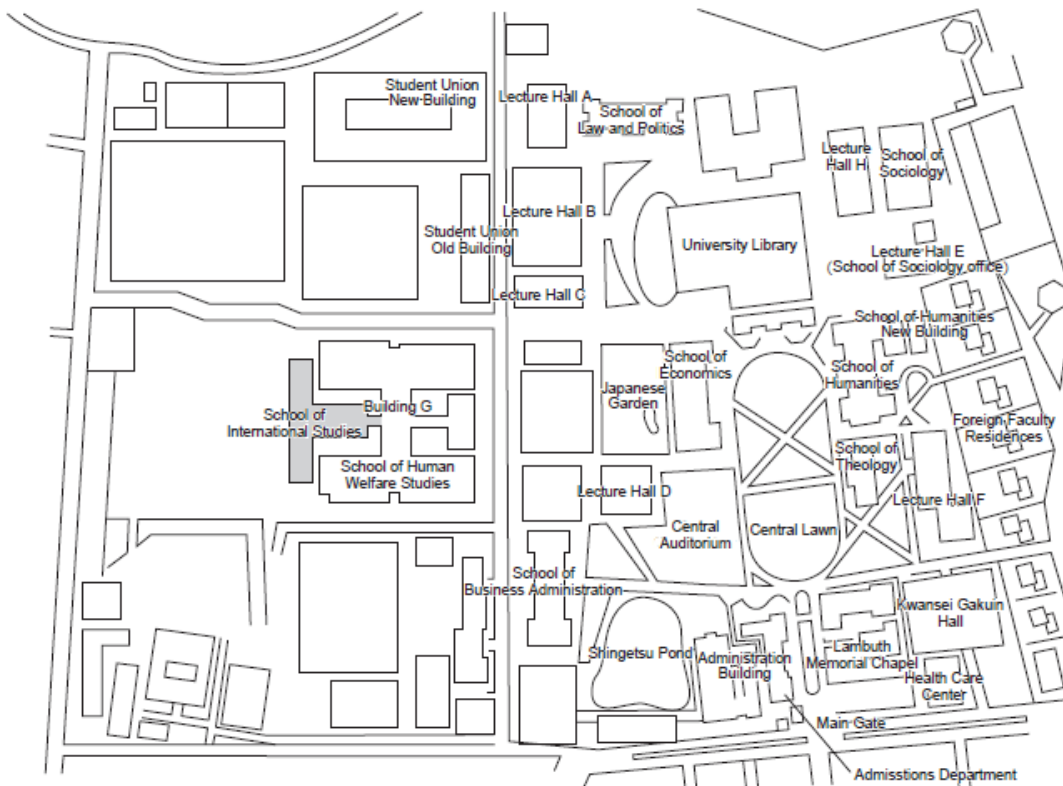 Student Union
New Building
Lecture Hall A
School of
Law and Politics
Lecture
Hall H
School of
Sociology
Lecture Hall B
Student Union
Old Building
University Library
Lecture Hall E
(School of Sociology office)
Lecture Hall C
School of Humanities
New Building
School of
Economics
School of
Humanities
Japanese
Garden
Building G
School of
International Studies
Foreign Faculty
Residences
School of
Theology
School of Human
Welfare Studies
Lecture Hall D
Lecture Hall F
Central
Auditorium
Central Lawn
School of
Business Administration
Kwansei Gakuin
Hall
Shingetsu Pond
Administration
Building
Lambuth
Memorial Chapel
Health Care
Center
Main Gate
Admisstions Department